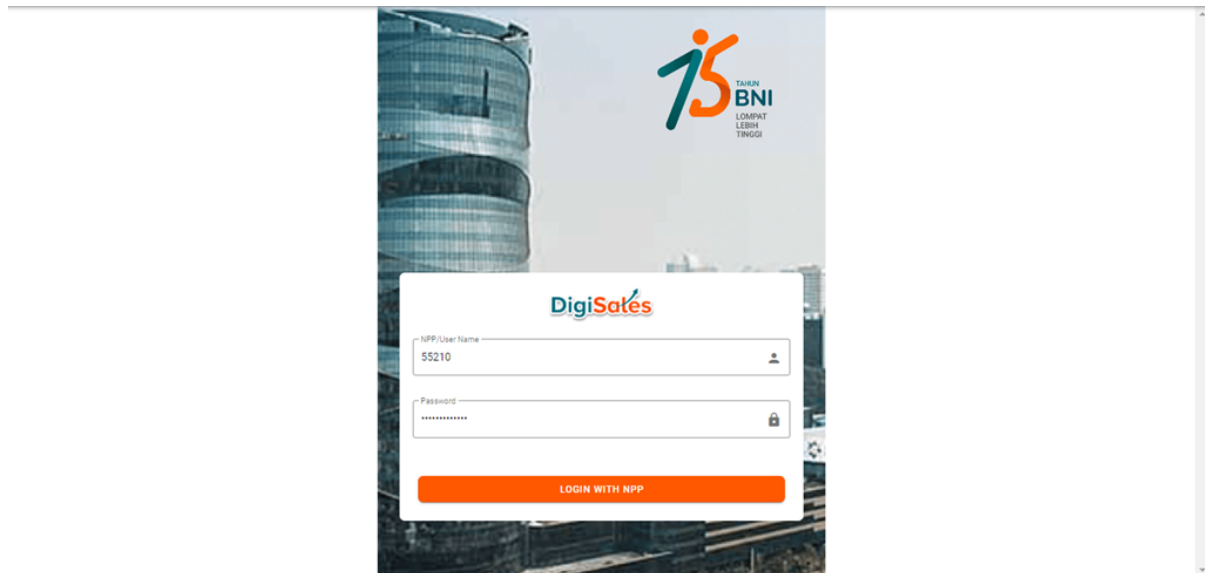 75
TAHUN
BNI
LOMPAT
LEBIH
TINGGI
DigiSales
NPP/User Name
55210
Password
•••••••••••••
LOGIN WITH NPP